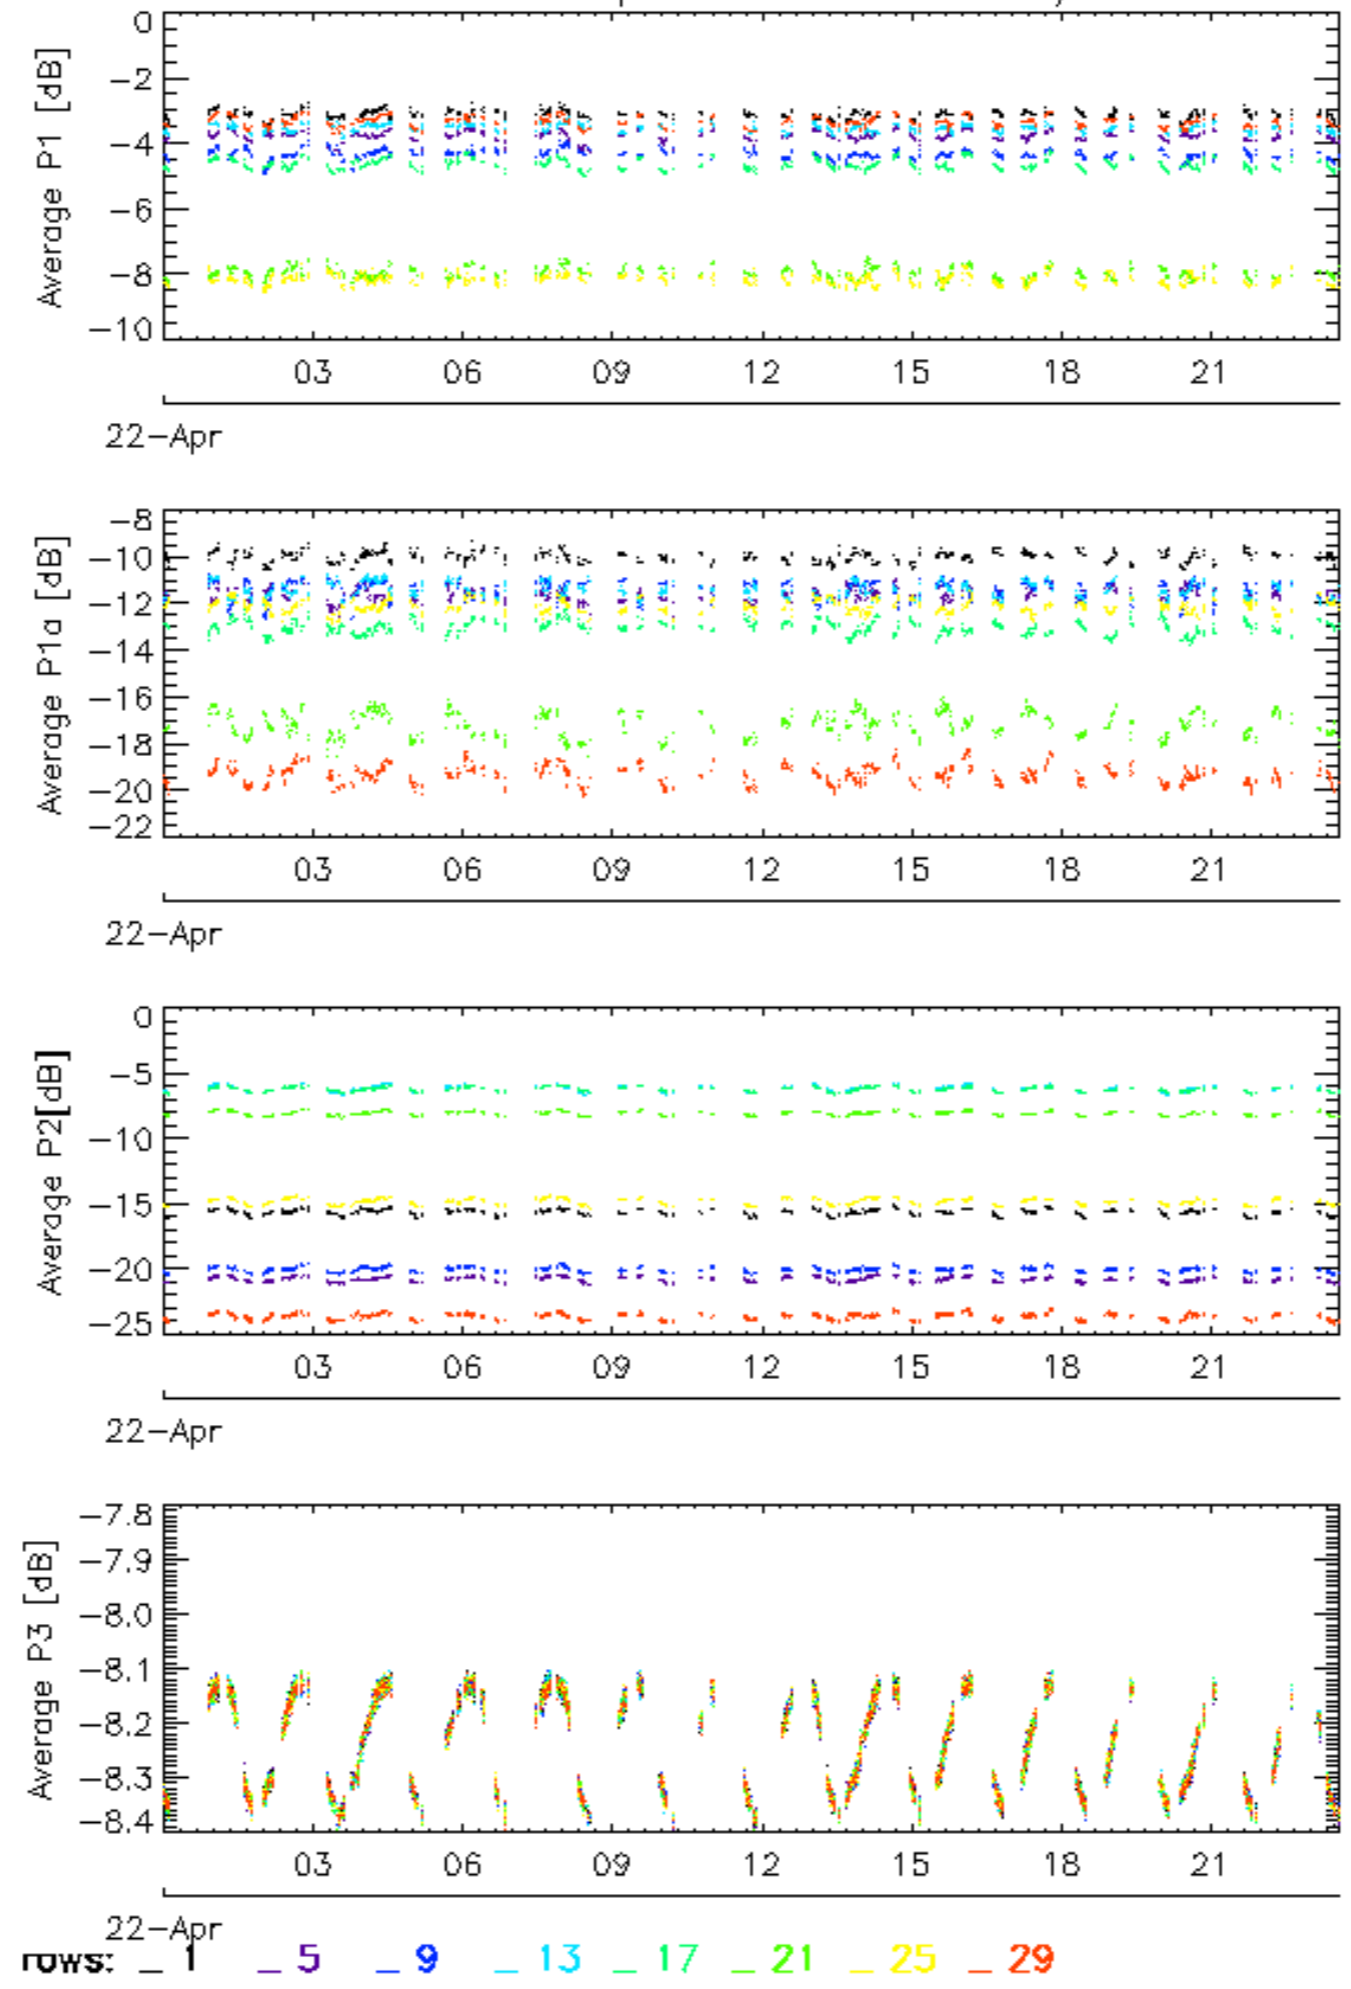 0
−2
−4
−6
−8
−10
Average P1 [dB]
03 06 09 12 15 18 21
22−Apr
−8
−10
−12
−14
−16
−18
−20
−22
Average P1a [dB]
03 06 09 12 15 18 21
22−Apr
0
−5
−10
−15
−20
−25
Average P2[dB]
03 06 09 12 15 18 21
22−Apr
−7.8
−7.9
−8.0
−8.1
−8.2
−8.3
−8.4
Average P3 [dB]
03 06 09 12 15 18 21
22−Apr
rows: _ 1 _ 5 _ 9 _ 13 _ 17 _ 21 _ 25 _ 29